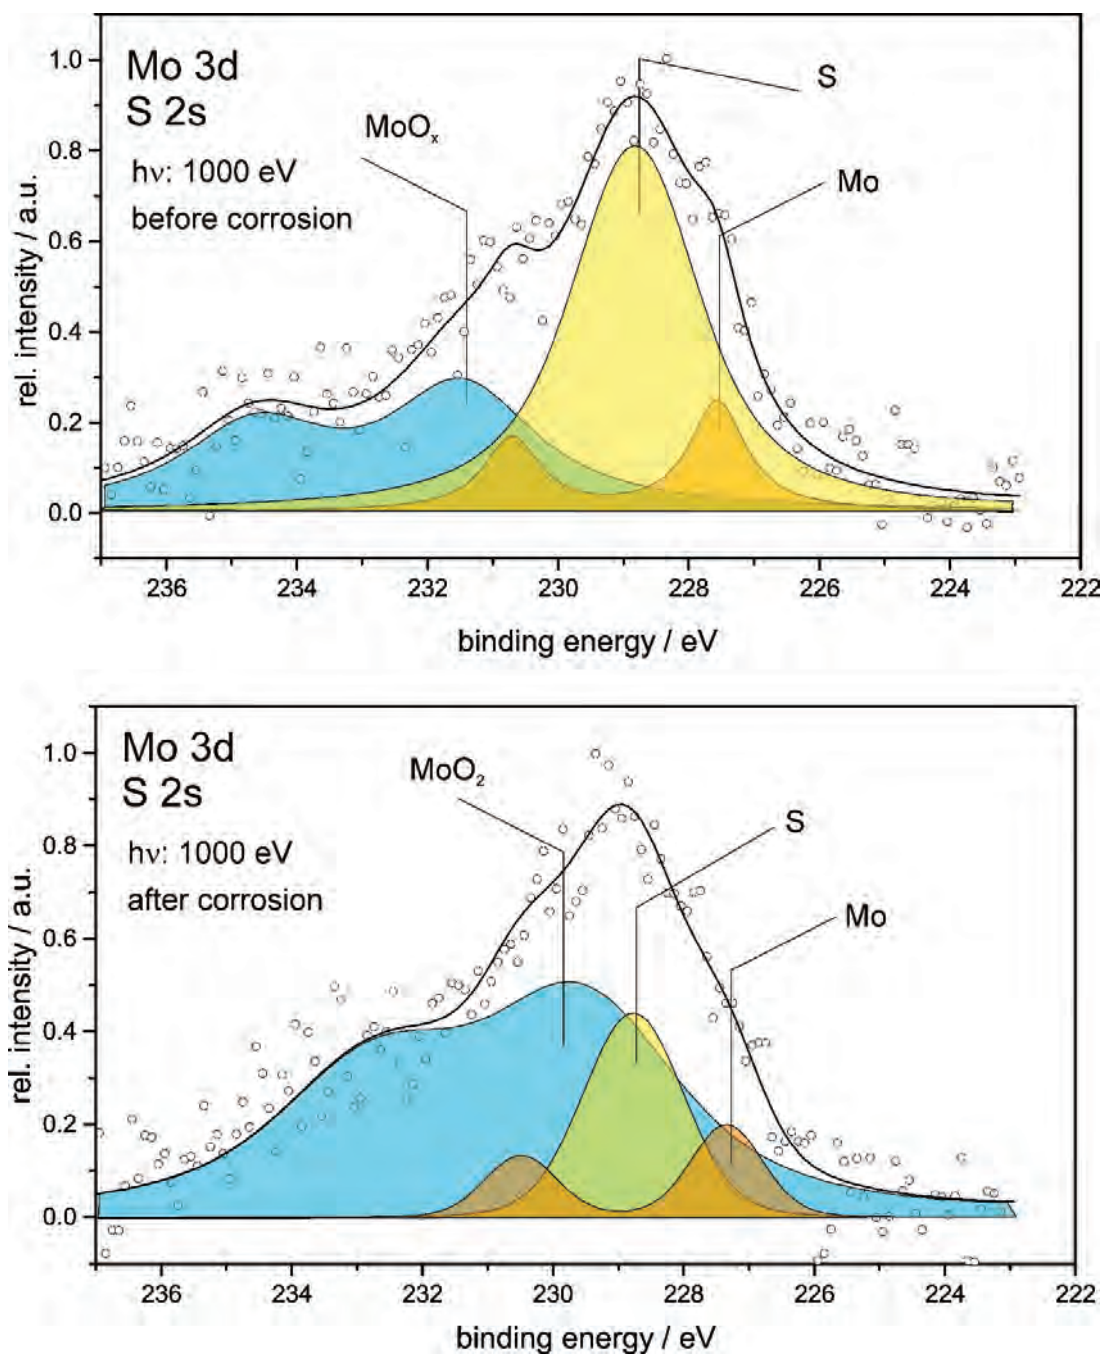 Mo 3d
S 2s
hν: 1000 eV
before corrosion
MoOₓ
S
Mo
rel. intensity / a.u.
1.0
0.8
0.6
0.4
0.2
0.0
236 234 232 230 228 226 224 222
binding energy / eV
Mo 3d
S 2s
hν: 1000 eV
after corrosion
MoO₂
S
Mo
rel. intensity / a.u.
1.0
0.8
0.6
0.4
0.2
0.0
236 234 232 230 228 226 224 222
binding energy / eV